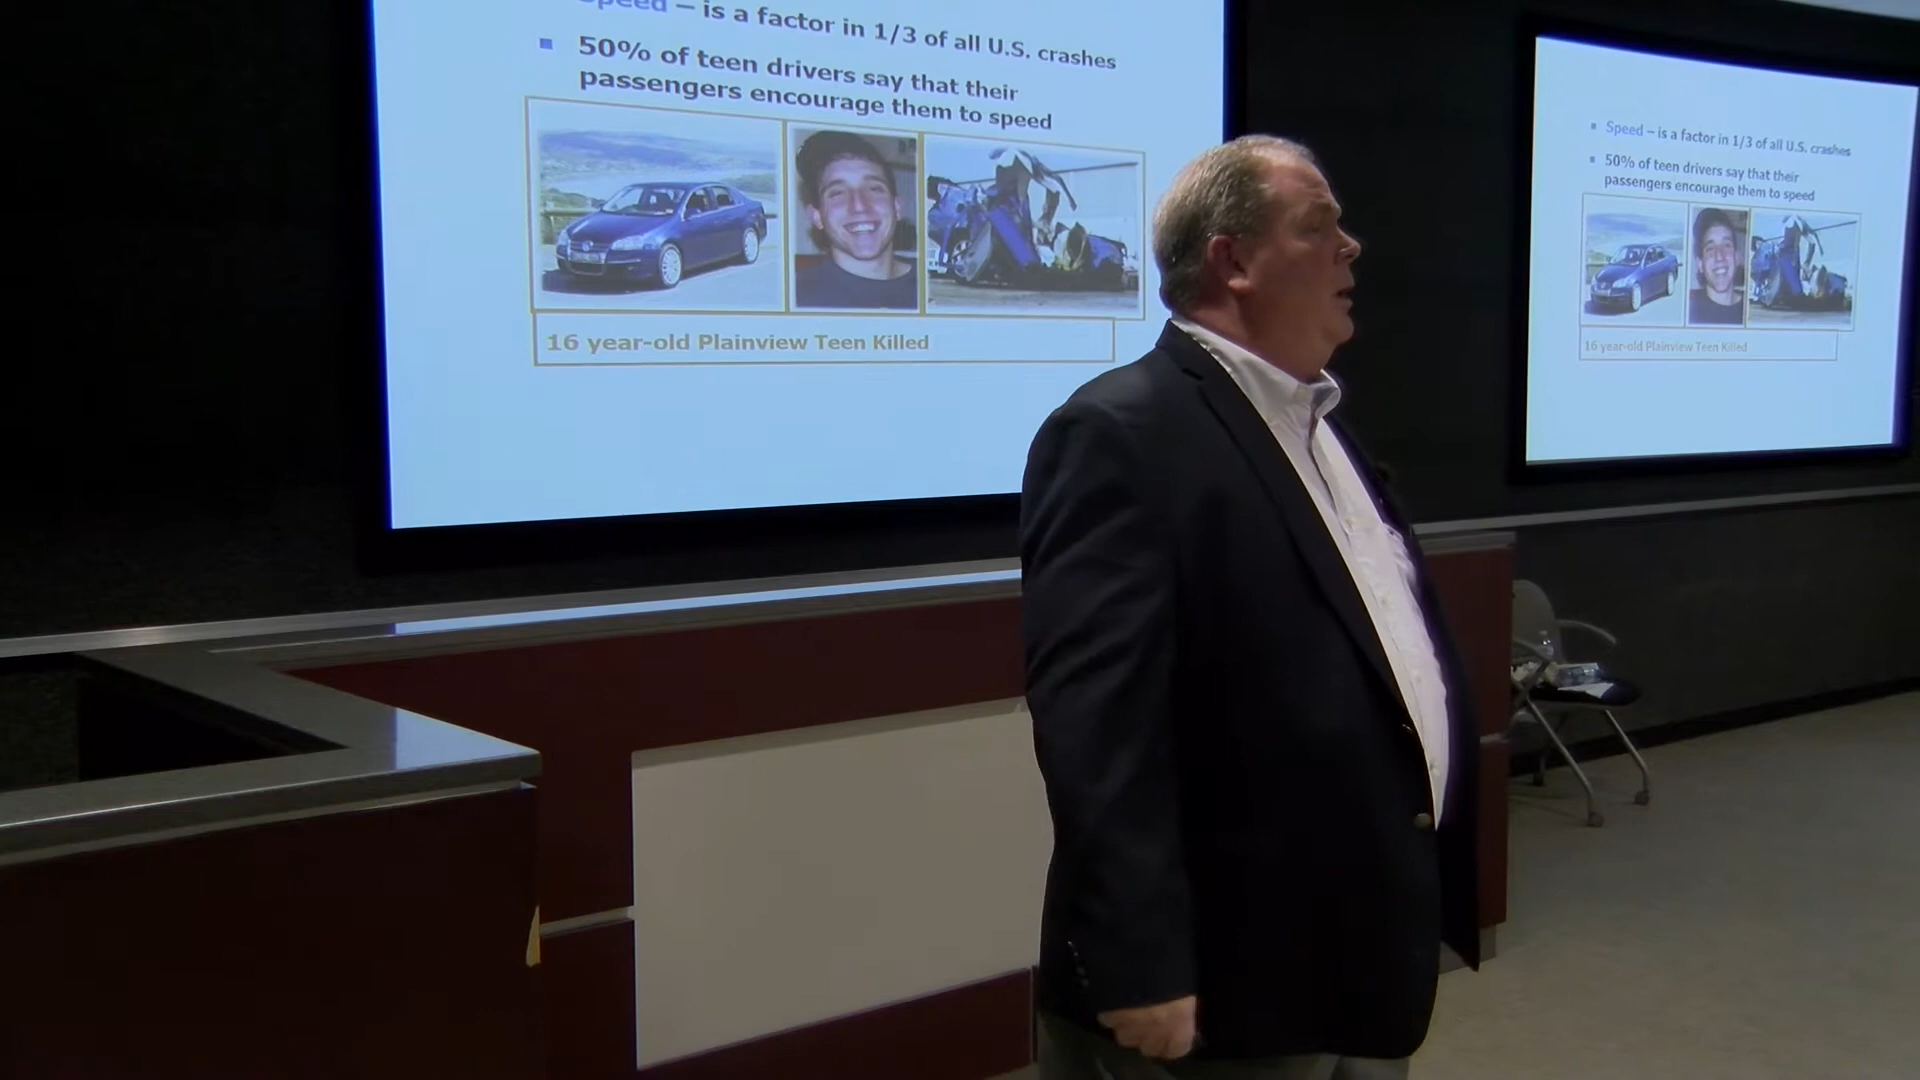 Speed – is a factor in 1/3 of all U.S. crashes
50% of teen drivers say that their
passengers encourage them to speed
16 year-old Plainview Teen Killed
Speed – is a factor in 1/3 of all U.S. crashes
50% of teen drivers say that their
passengers encourage them to speed
16 year-old Plainview Teen Killed